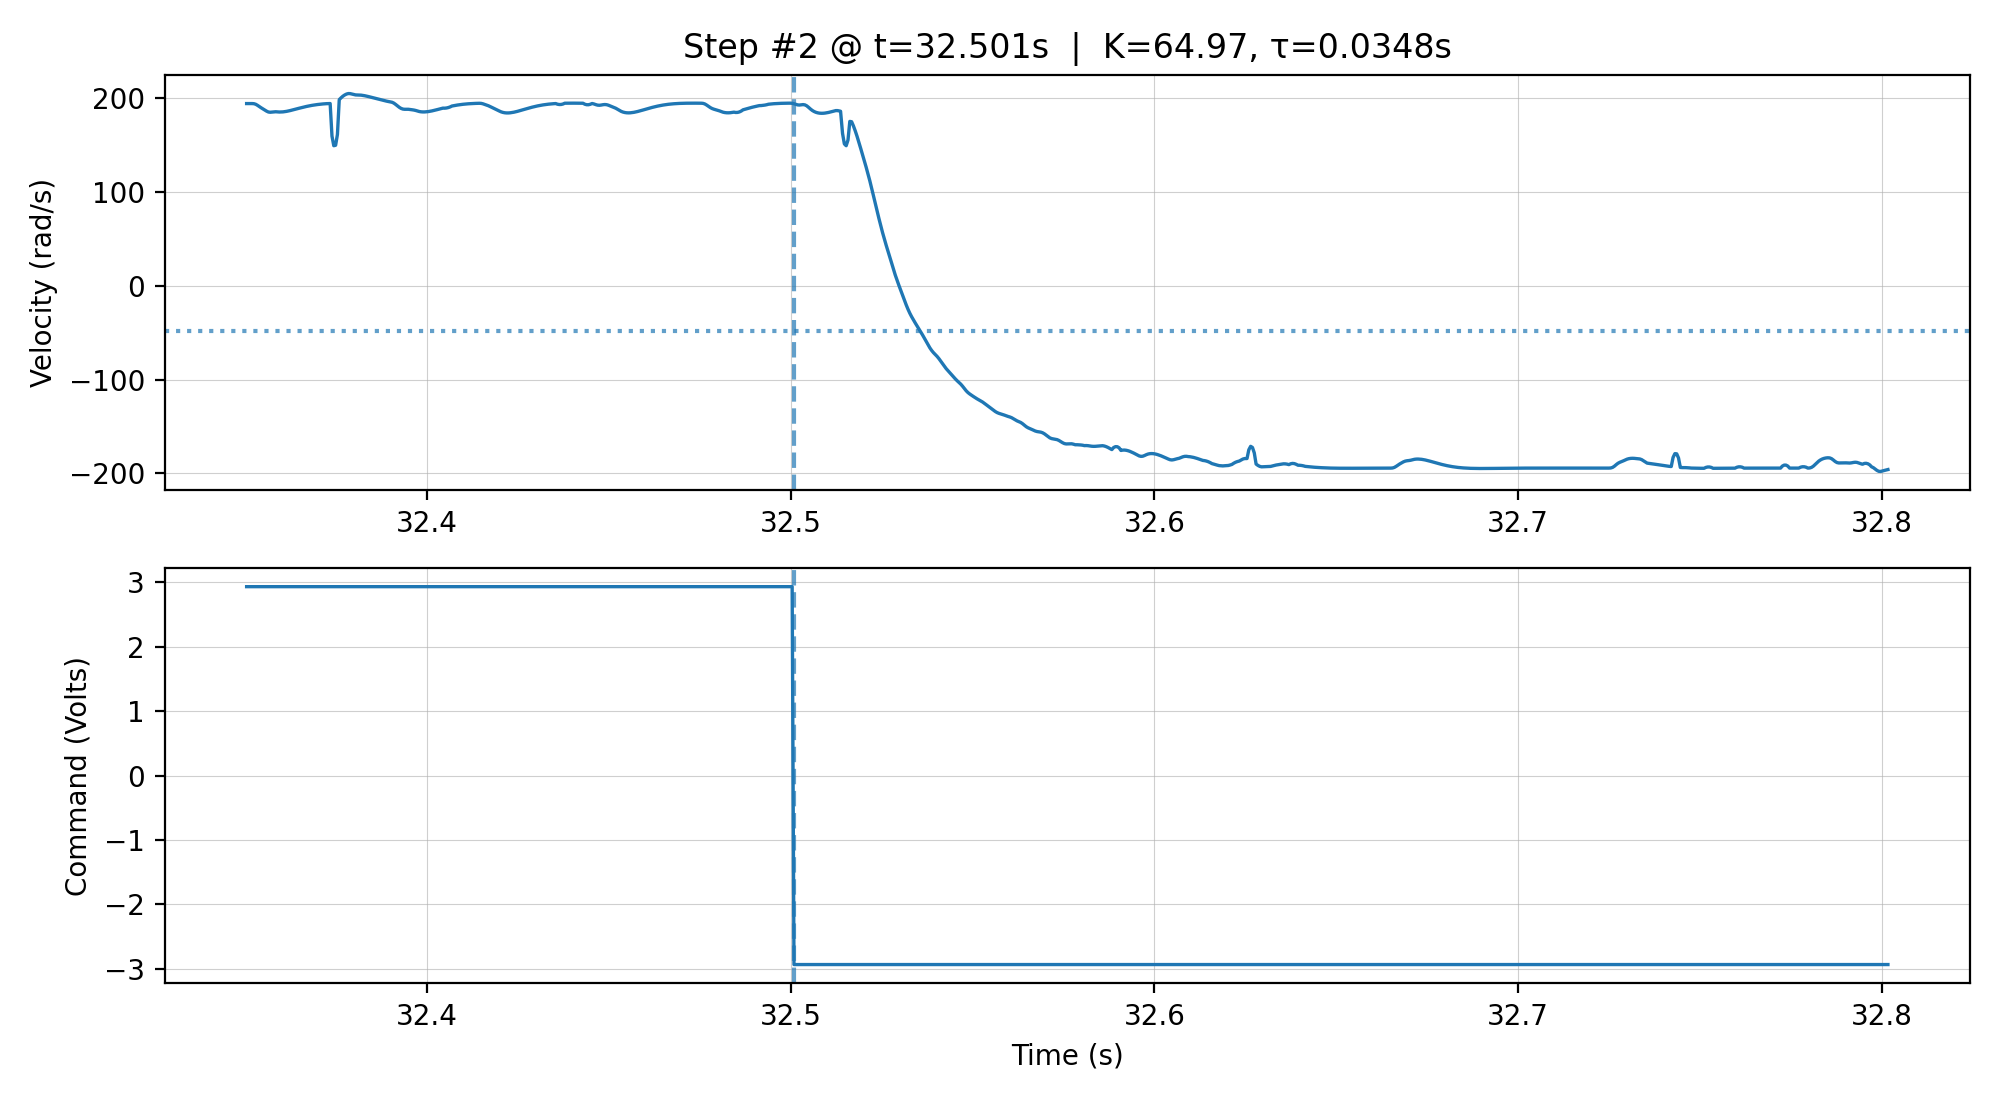 Step #2 @ t=32.501s | K=64.97, τ=0.0348s
Velocity (rad/s)
200
100
0
−100
−200
32.4 32.5 32.6 32.7 32.8
Command (Volts)
3
2
1
0
−1
−2
−3
32.4 32.5 32.6 32.7 32.8
Time (s)